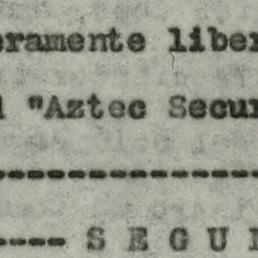 eramente liber
l "Aztec Secur
--------------
---- S E G U